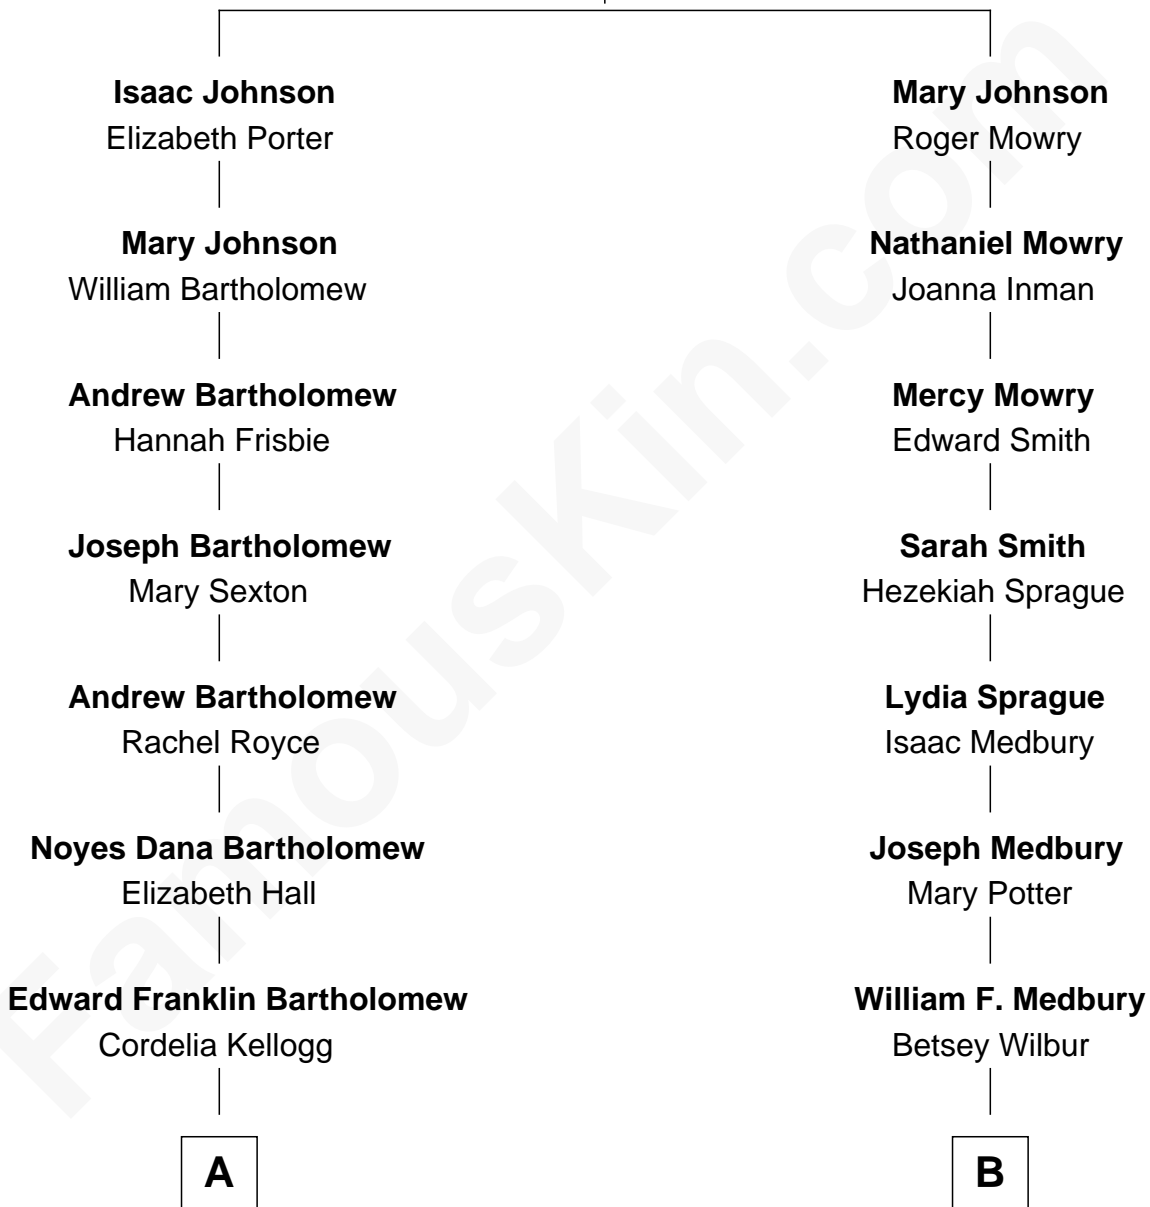 Isaac Johnson
Elizabeth Porter
Mary Johnson
William Bartholomew
Andrew Bartholomew
Hannah Frisbie
Joseph Bartholomew
Mary Sexton
Andrew Bartholomew
Rachel Royce
Noyes Dana Bartholomew
Elizabeth Hall
Edward Franklin Bartholomew
Cordelia Kellogg
A
Mary Johnson
Roger Mowry
Nathaniel Mowry
Joanna Inman
Mercy Mowry
Edward Smith
Sarah Smith
Hezekiah Sprague
Lydia Sprague
Isaac Medbury
Joseph Medbury
Mary Potter
William F. Medbury
Betsey Wilbur
B
FamousKin.com